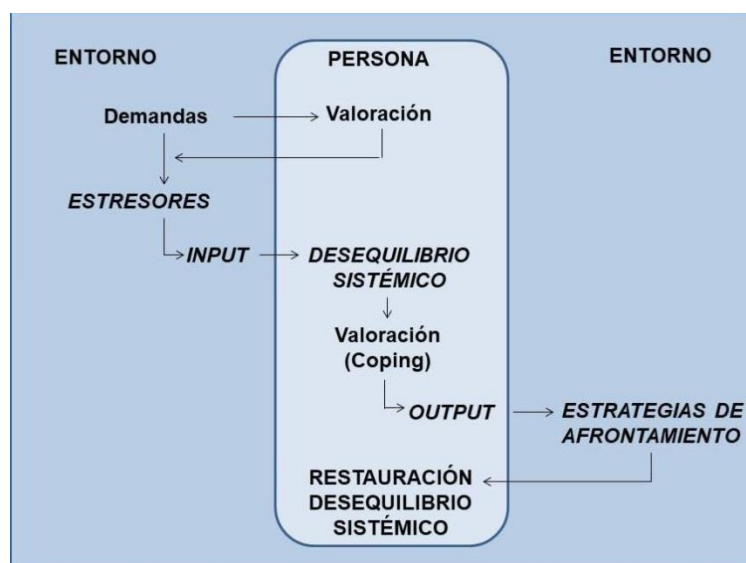 ENTORNO
PERSONA
ENTORNO
Demandas
Valoración
ESTRESORES
INPUT
DESEQUILIBRIO
SISTÉMICO
Valoración
(Coping)
OUTPUT
ESTRATEGIAS DE
AFRONTAMIENTO
RESTAURACIÓN
DESEQUILIBRIO
SISTÉMICO